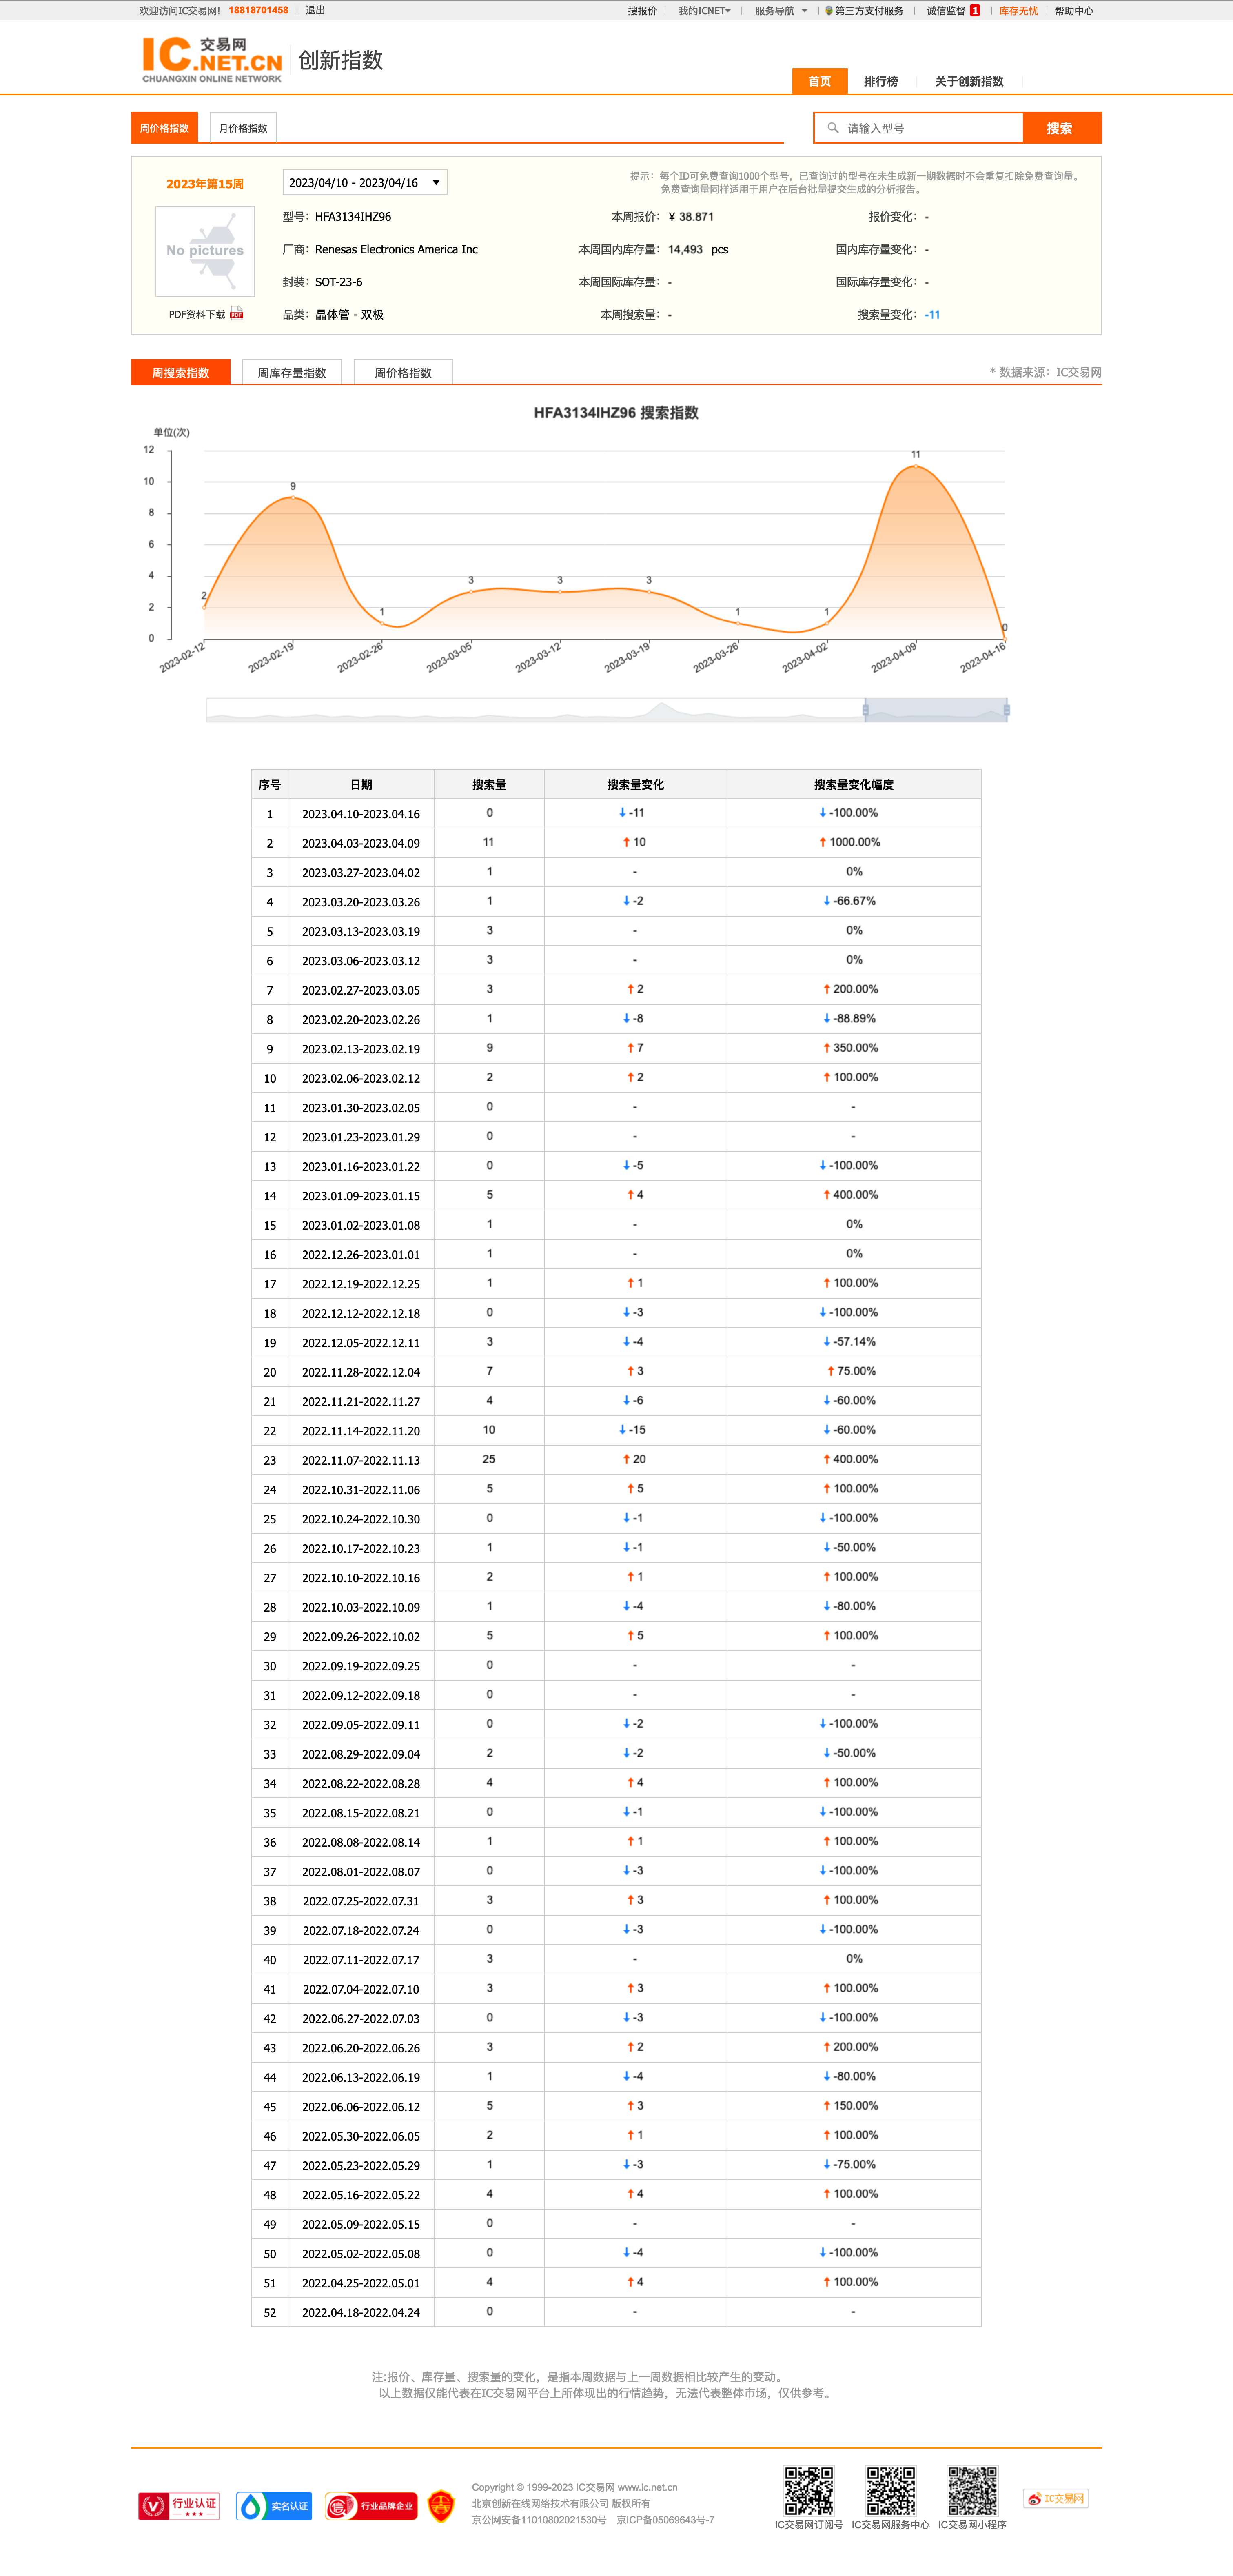 欢迎访问IC交易网! 18818701458 | 退出 搜报价 | 我的ICNET | 服务导航 | 第三方支付服务 | 诚信监督 1 | 库存无忧 | 帮助中心
IC 交易网
.NET.CN
CHUANGXIN ONLINE NETWORK
创新指数
首页 排行榜 关于创新指数
周价格指数 月价格指数 请输入型号 搜索
2023年第15周 2023/04/10 - 2023/04/16
提示：每个ID可免费查询1000个型号，已查询过的型号在未生成新一期数据时不会重复扣除免费查询量。
免费查询量同样适用于用户在后台批量提交生成的分析报告。
No pictures
PDF资料下载 PDF
型号：HFA3134IHZ96 本周报价：¥ 38.871 报价变化：-
厂商：Renesas Electronics America Inc 本周国内库存量：14,493 pcs 国内库存量变化：-
封装：SOT-23-6 本周国际库存量：- 国际库存量变化：-
品类：晶体管 - 双极 本周搜索量：- 搜索量变化：-11
周搜索指数 周库存量指数 周价格指数 * 数据来源：IC交易网
HFA3134IHZ96 搜索指数
单位(次)
12
10
8
6
4
2
0
2 9 1 3 3 3 1 1 11 0
2023-02-12 2023-02-19 2023-02-26 2023-03-05 2023-03-12 2023-03-19 2023-03-26 2023-04-02 2023-04-09 2023-04-16
序号 日期 搜索量 搜索量变化 搜索量变化幅度
1 2023.04.10-2023.04.16 0 ↓ -11 ↓ -100.00%
2 2023.04.03-2023.04.09 11 ↑ 10 ↑ 1000.00%
3 2023.03.27-2023.04.02 1 - 0%
4 2023.03.20-2023.03.26 1 ↓ -2 ↓ -66.67%
5 2023.03.13-2023.03.19 3 - 0%
6 2023.03.06-2023.03.12 3 - 0%
7 2023.02.27-2023.03.05 3 ↑ 2 ↑ 200.00%
8 2023.02.20-2023.02.26 1 ↓ -8 ↓ -88.89%
9 2023.02.13-2023.02.19 9 ↑ 7 ↑ 350.00%
10 2023.02.06-2023.02.12 2 ↑ 2 ↑ 100.00%
11 2023.01.30-2023.02.05 0 - -
12 2023.01.23-2023.01.29 0 - -
13 2023.01.16-2023.01.22 0 ↓ -5 ↓ -100.00%
14 2023.01.09-2023.01.15 5 ↑ 4 ↑ 400.00%
15 2023.01.02-2023.01.08 1 - 0%
16 2022.12.26-2023.01.01 1 - 0%
17 2022.12.19-2022.12.25 1 ↑ 1 ↑ 100.00%
18 2022.12.12-2022.12.18 0 ↓ -3 ↓ -100.00%
19 2022.12.05-2022.12.11 3 ↓ -4 ↓ -57.14%
20 2022.11.28-2022.12.04 7 ↑ 3 ↑ 75.00%
21 2022.11.21-2022.11.27 4 ↓ -6 ↓ -60.00%
22 2022.11.14-2022.11.20 10 ↓ -15 ↓ -60.00%
23 2022.11.07-2022.11.13 25 ↑ 20 ↑ 400.00%
24 2022.10.31-2022.11.06 5 ↑ 5 ↑ 100.00%
25 2022.10.24-2022.10.30 0 ↓ -1 ↓ -100.00%
26 2022.10.17-2022.10.23 1 ↓ -1 ↓ -50.00%
27 2022.10.10-2022.10.16 2 ↑ 1 ↑ 100.00%
28 2022.10.03-2022.10.09 1 ↓ -4 ↓ -80.00%
29 2022.09.26-2022.10.02 5 ↑ 5 ↑ 100.00%
30 2022.09.19-2022.09.25 0 - -
31 2022.09.12-2022.09.18 0 - -
32 2022.09.05-2022.09.11 0 ↓ -2 ↓ -100.00%
33 2022.08.29-2022.09.04 2 ↓ -2 ↓ -50.00%
34 2022.08.22-2022.08.28 4 ↑ 4 ↑ 100.00%
35 2022.08.15-2022.08.21 0 ↓ -1 ↓ -100.00%
36 2022.08.08-2022.08.14 1 ↑ 1 ↑ 100.00%
37 2022.08.01-2022.08.07 0 ↓ -3 ↓ -100.00%
38 2022.07.25-2022.07.31 3 ↑ 3 ↑ 100.00%
39 2022.07.18-2022.07.24 0 ↓ -3 ↓ -100.00%
40 2022.07.11-2022.07.17 3 - 0%
41 2022.07.04-2022.07.10 3 ↑ 3 ↑ 100.00%
42 2022.06.27-2022.07.03 0 ↓ -3 ↓ -100.00%
43 2022.06.20-2022.06.26 3 ↑ 2 ↑ 200.00%
44 2022.06.13-2022.06.19 1 ↓ -4 ↓ -80.00%
45 2022.06.06-2022.06.12 5 ↑ 3 ↑ 150.00%
46 2022.05.30-2022.06.05 2 ↑ 1 ↑ 100.00%
47 2022.05.23-2022.05.29 1 ↓ -3 ↓ -75.00%
48 2022.05.16-2022.05.22 4 ↑ 4 ↑ 100.00%
49 2022.05.09-2022.05.15 0 - -
50 2022.05.02-2022.05.08 0 ↓ -4 ↓ -100.00%
51 2022.04.25-2022.05.01 4 ↑ 4 ↑ 100.00%
52 2022.04.18-2022.04.24 0 - -
注:报价、库存量、搜索量的变化，是指本周数据与上一周数据相比较产生的变动。
以上数据仅能代表在IC交易网平台上所体现出的行情趋势，无法代表整体市场，仅供参考。
行业认证 实名认证 行业品牌企业
Copyright © 1999-2023 IC交易网 www.ic.net.cn
北京创新在线网络技术有限公司 版权所有
京公网安备11010802021530号 京ICP备05069643号-7
IC交易网订阅号 IC交易网服务中心 IC交易网小程序
IC交易网